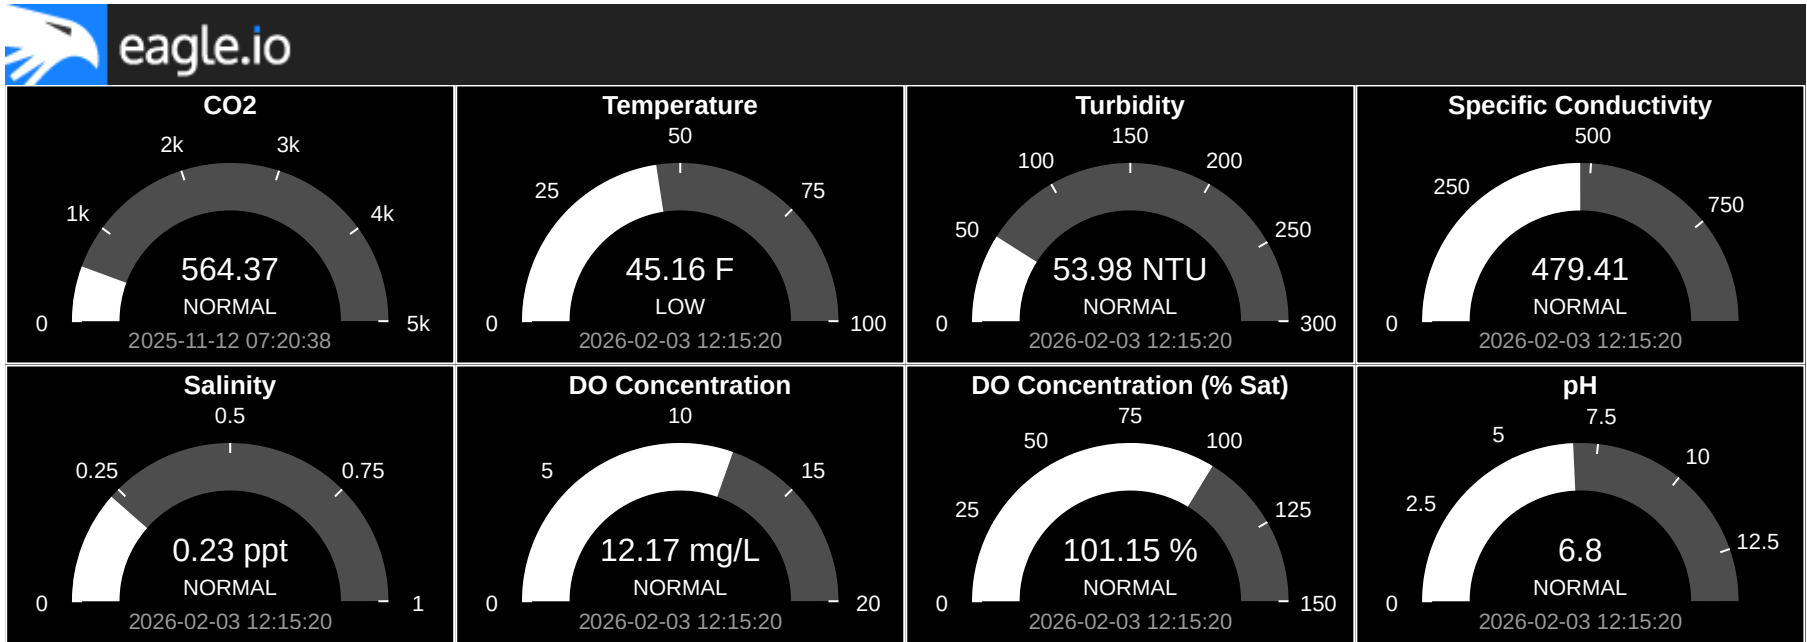 eagle.io
CO2
0
1k
2k
3k
4k
5k
564.37
NORMAL
2025-11-12 07:20:38
Temperature
0
25
50
75
100
45.16 F
LOW
2026-02-03 12:15:20
Turbidity
0
50
100
150
200
250
300
53.98 NTU
NORMAL
2026-02-03 12:15:20
Specific Conductivity
0
250
500
750
479.41
NORMAL
2026-02-03 12:15:20
Salinity
0
0.25
0.5
0.75
1
0.23 ppt
NORMAL
2026-02-03 12:15:20
DO Concentration
0
5
10
15
20
12.17 mg/L
NORMAL
2026-02-03 12:15:20
DO Concentration (% Sat)
0
25
50
75
100
125
150
101.15 %
NORMAL
2026-02-03 12:15:20
pH
0
2.5
5
7.5
10
12.5
6.8
NORMAL
2026-02-03 12:15:20